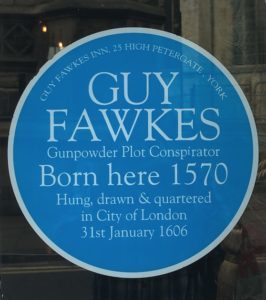 GUY FAWKES INN, 25 HIGH PETERGATE, YORK
GUY
FAWKES
Gunpowder Plot Conspirator
Born here 1570
Hung, drawn & quartered
in City of London
31st January 1606